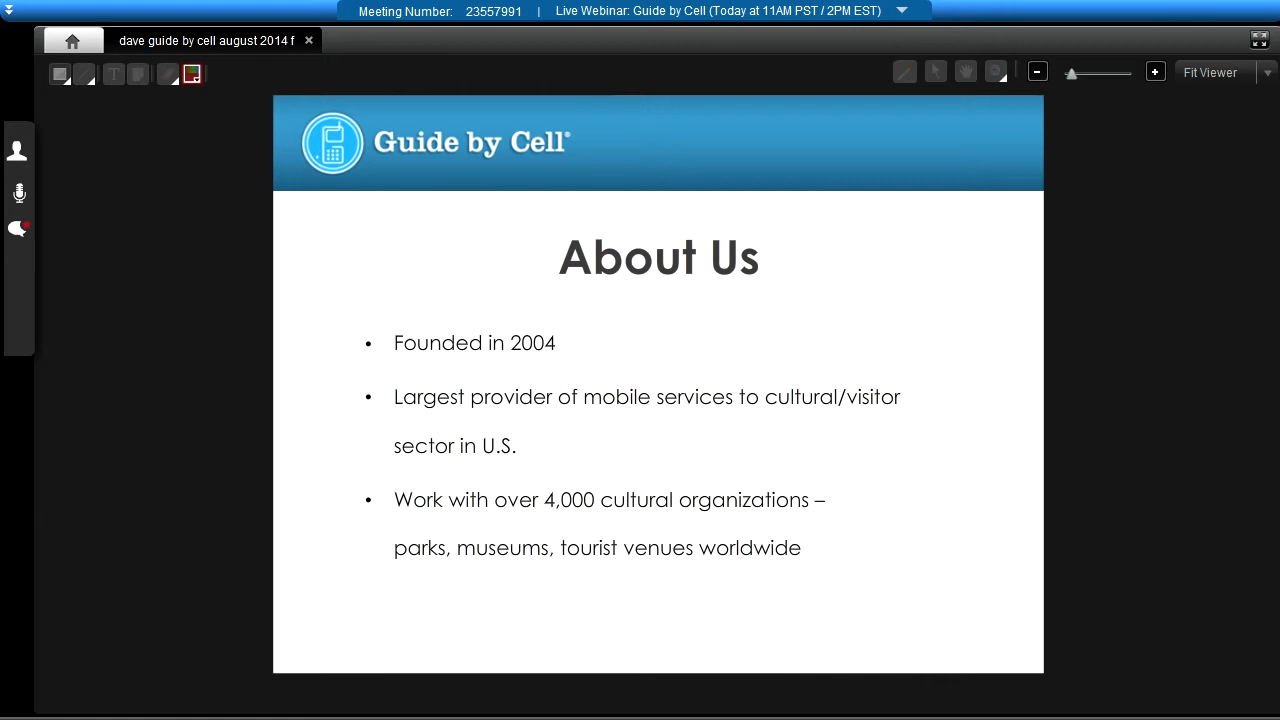 Meeting Number: 23557991 | Live Webinar: Guide by Cell (Today at 11AM PST / 2PM EST)
dave guide by cell august 2014 f
T
Fit Viewer
Guide by Cell®
About Us
• Founded in 2004
• Largest provider of mobile services to cultural/visitor
sector in U.S.
• Work with over 4,000 cultural organizations –
parks, museums, tourist venues worldwide